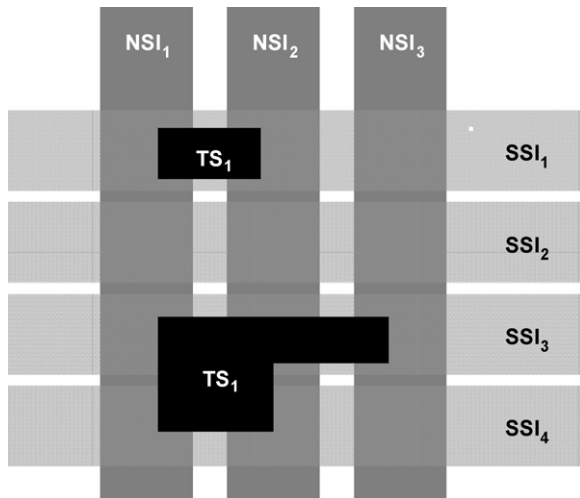 NSI₁ NSI₂ NSI₃
TS₁ SSI₁
SSI₂
SSI₃
TS₁
SSI₄